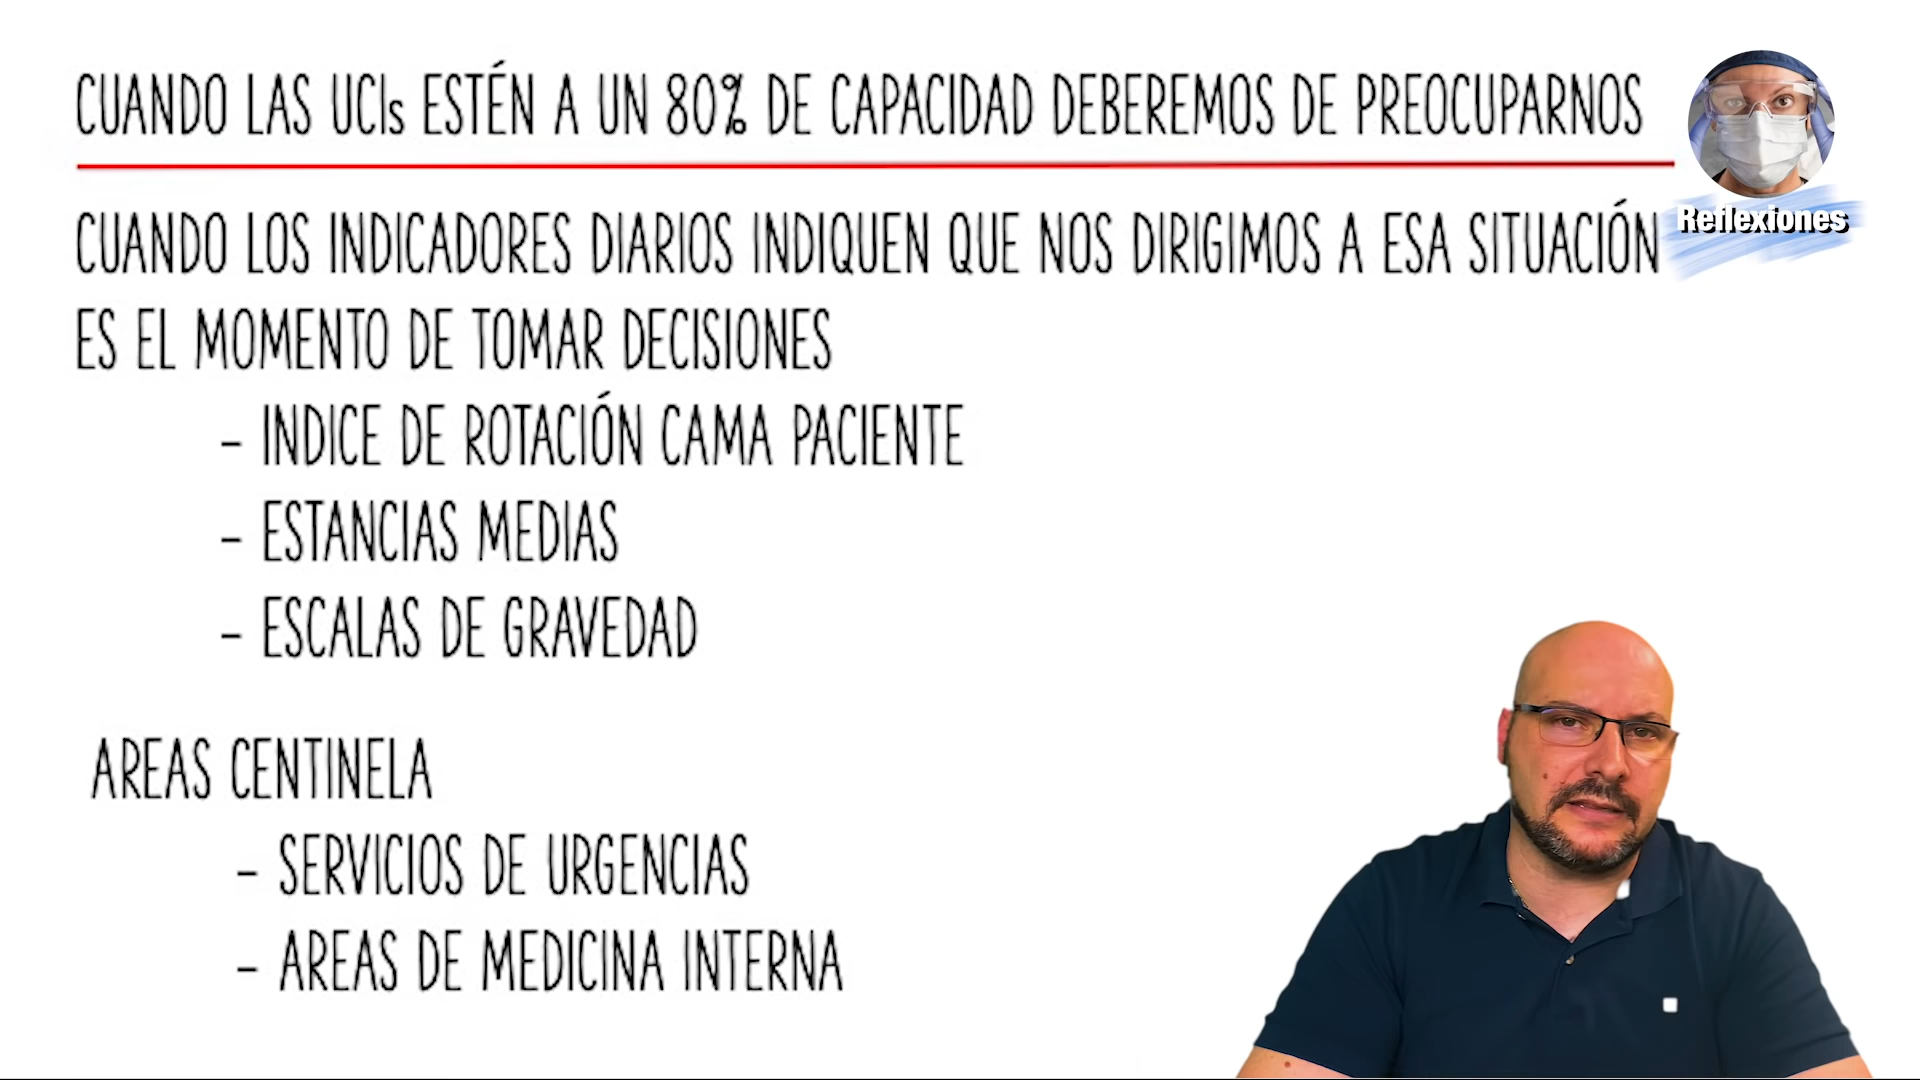 CUANDO LAS UCIs ESTÉN A UN 80% DE CAPACIDAD DEBEREMOS DE PREOCUPARNOS
Reflexiones
CUANDO LOS INDICADORES DIARIOS INDIQUEN QUE NOS DIRIGIMOS A ESA SITUACIÓN
ES EL MOMENTO DE TOMAR DECISIONES
- INDICE DE ROTACIÓN CAMA PACIENTE
- ESTANCIAS MEDIAS
- ESCALAS DE GRAVEDAD
AREAS CENTINELA
- SERVICIOS DE URGENCIAS
- AREAS DE MEDICINA INTERNA